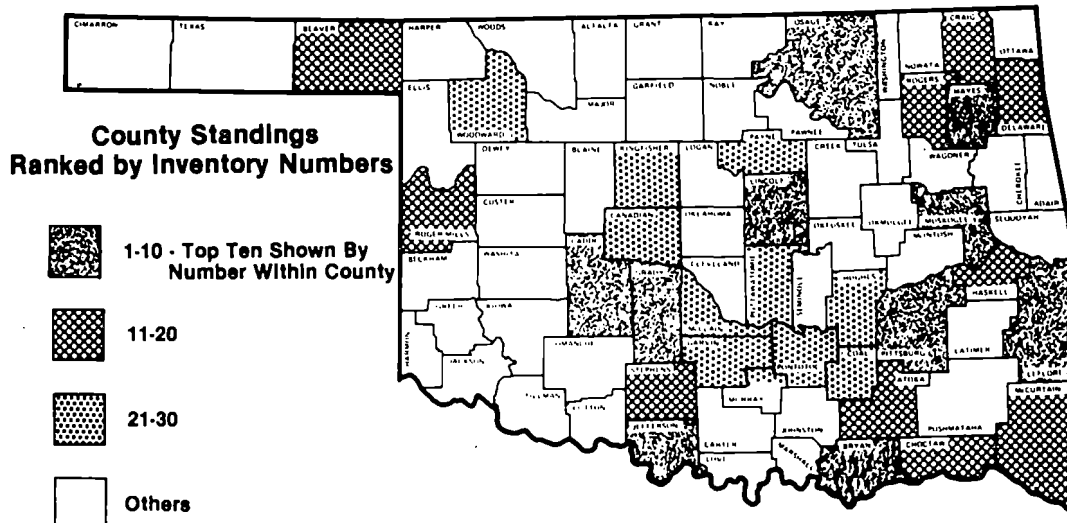 CIMARRON
TEXAS
BEAVER
HARPER
WOODS
ALFALFA
GRANT
KAY
OSAGE
WASHINGTON
NOWATA
CRAIG
OTTAWA
ROGERS
MAYES
DELAWARE
ELLIS
WOODWARD
MAJOR
GARFIELD
NOBLE
PAWNEE
County Standings
Ranked by Inventory Numbers
DEWEY
BLAINE
KINGFISHER
LOGAN
PAYNE
CREEK
TULSA
WAGONER
CHEROKEE
ADAIR
LINCOLN
CUSTER
CANADIAN
OKLAHOMA
OKFUSKEE
OKMULGEE
MUSKOGEE
SEQUOYAH
MCINTOSH
ROGER MILLS
1-10 - Top Ten Shown By
Number Within County
BECKHAM
WASHITA
CADDO
GRADY
CLEVELAND
SEMINOLE
HUGHES
HASKELL
11-20
GREER
KIOWA
HARMON
JACKSON
COMANCHE
STEPHENS
GARVIN
PONTOTOC
COAL
PITTSBURG
LATIMER
LEFLORE
ATOKA
MCCURTAIN
PUSHMATAHA
21-30
TILLMAN
COTTON
JEFFERSON
MURRAY
CARTER
JOHNSTON
MARSHALL
LOVE
BRYAN
CHOCTAW
Others